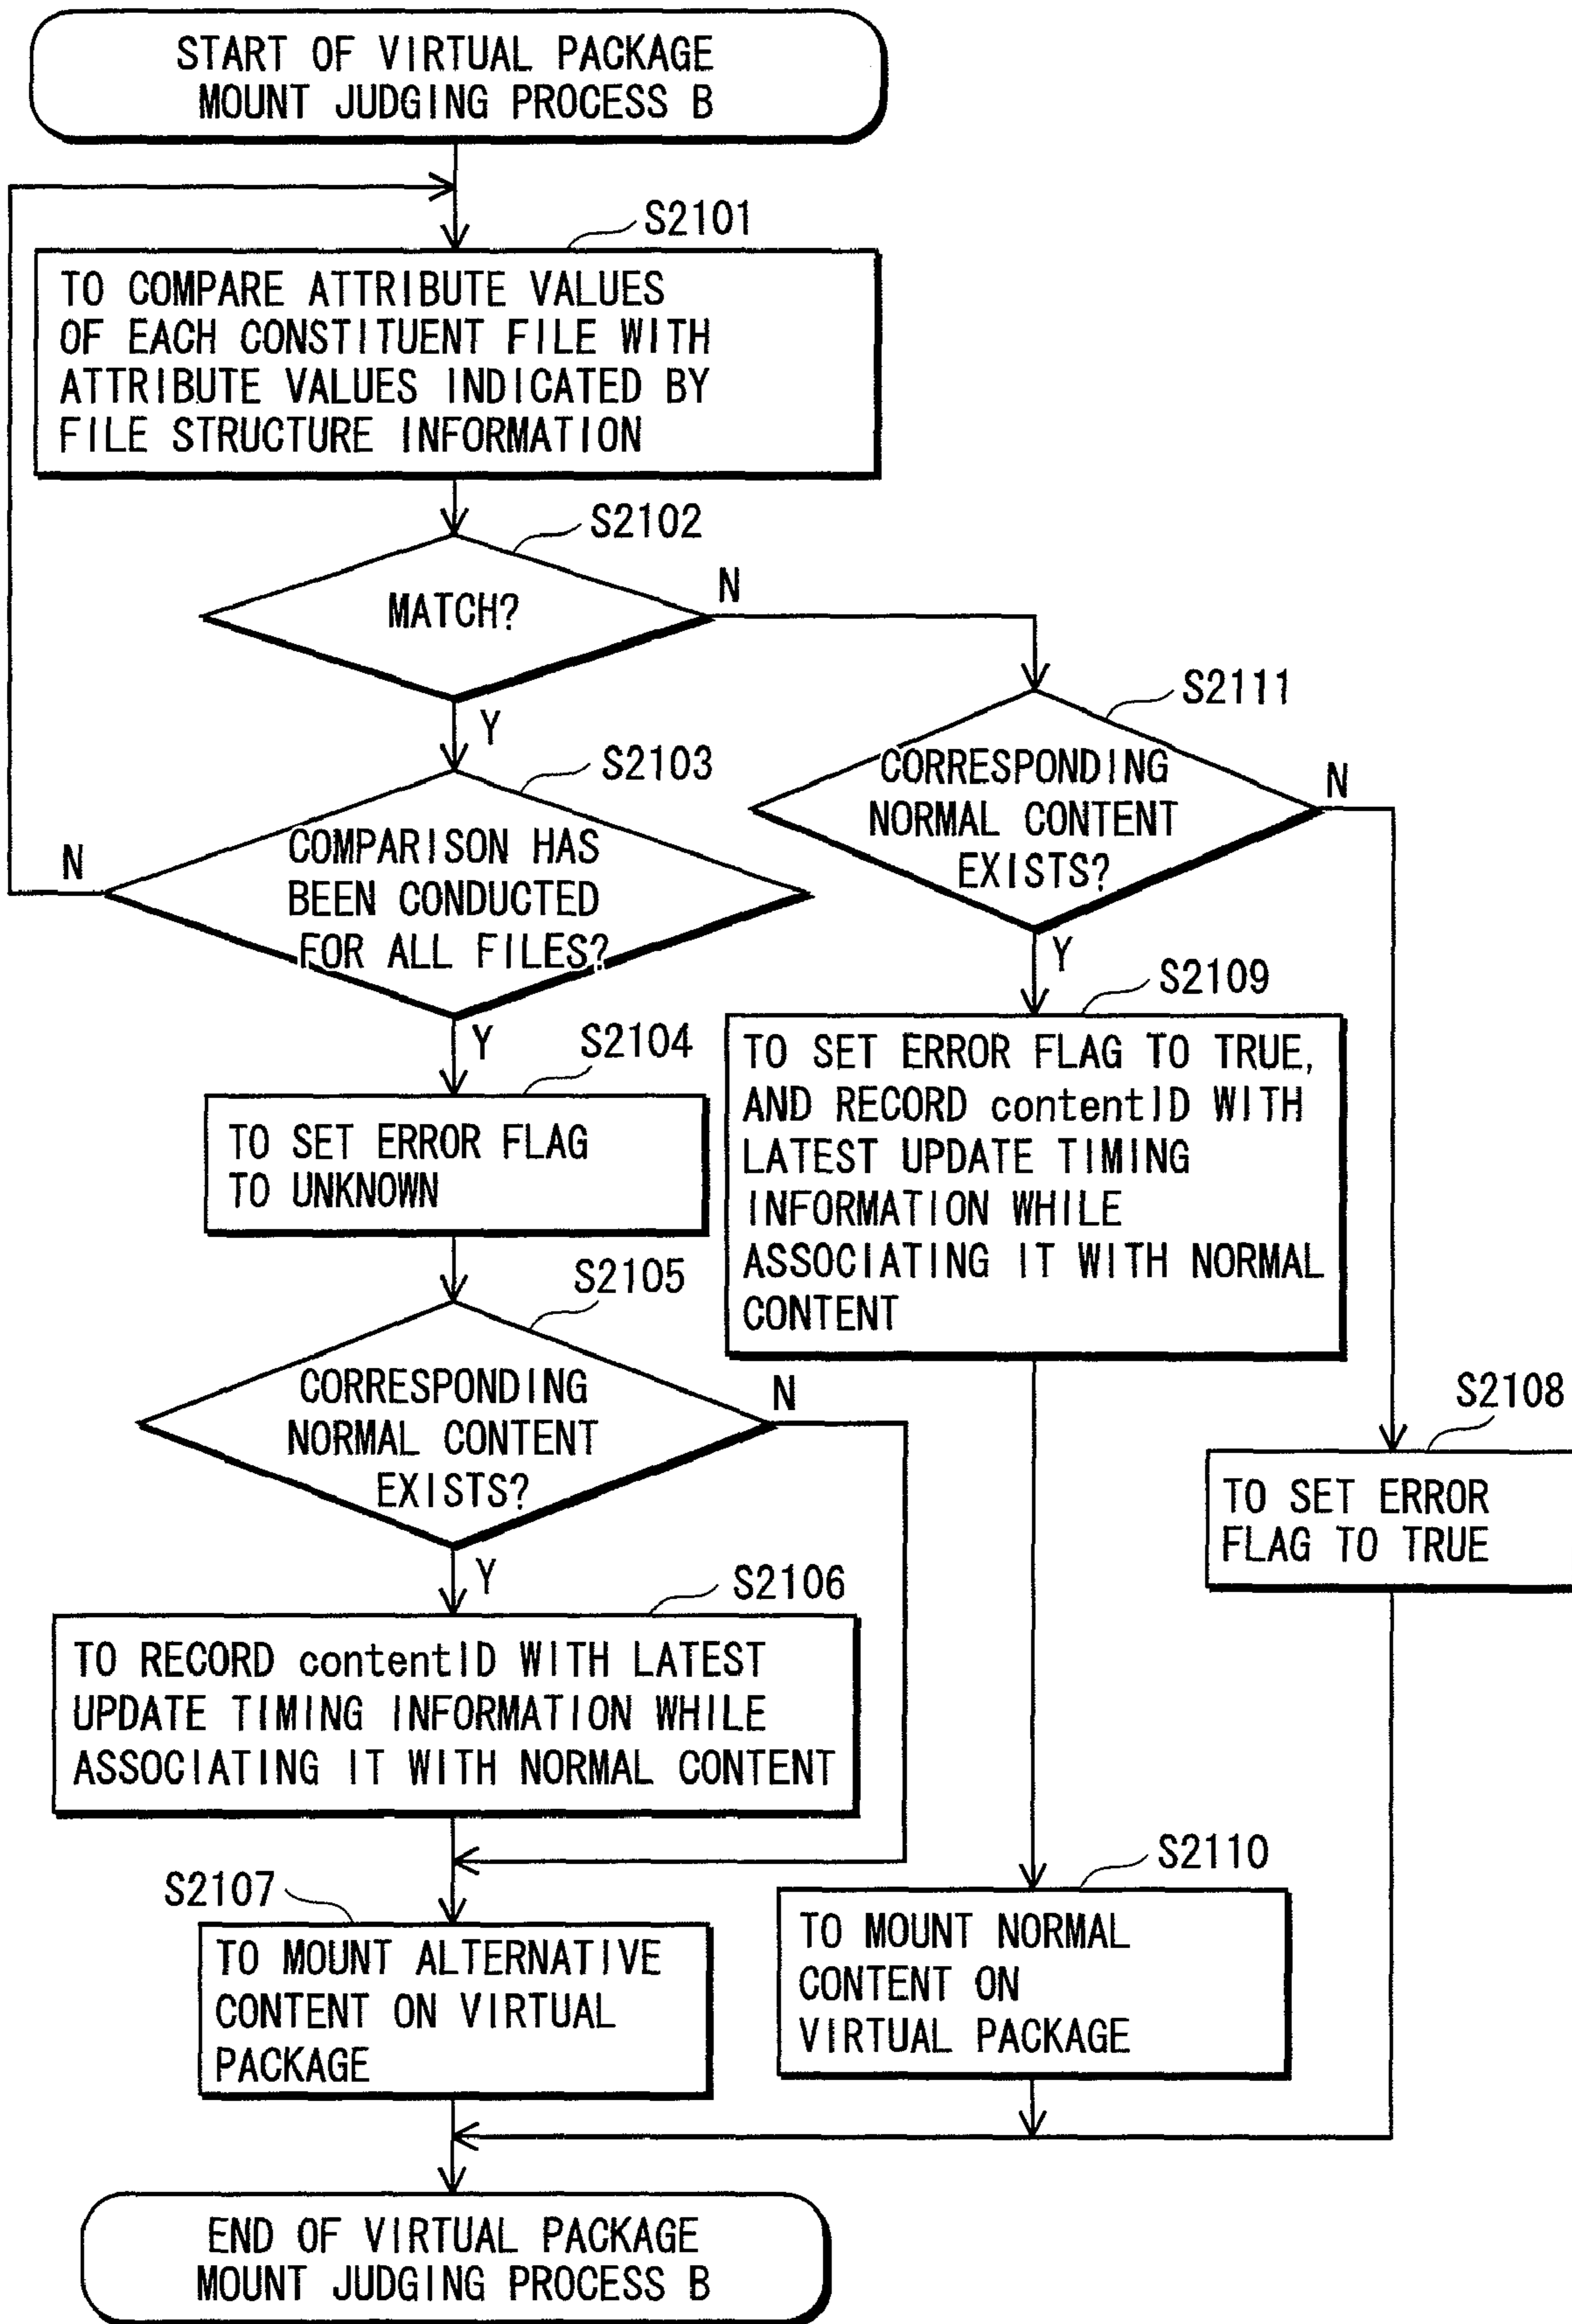 START OF VIRTUAL PACKAGE
MOUNT JUDGING PROCESS B
S2101
TO COMPARE ATTRIBUTE VALUES
OF EACH CONSTITUENT FILE WITH
ATTRIBUTE VALUES INDICATED BY
FILE STRUCTURE INFORMATION
S2102
MATCH?
N
Y
S2111
CORRESPONDING
NORMAL CONTENT
EXISTS?
N
Y
S2103
COMPARISON HAS
BEEN CONDUCTED
FOR ALL FILES?
N
Y
S2109
TO SET ERROR FLAG TO TRUE,
AND RECORD contentID WITH
LATEST UPDATE TIMING
INFORMATION WHILE
ASSOCIATING IT WITH NORMAL
CONTENT
S2104
TO SET ERROR FLAG
TO UNKNOWN
S2105
CORRESPONDING
NORMAL CONTENT
EXISTS?
N
Y
S2108
TO SET ERROR
FLAG TO TRUE
S2106
TO RECORD contentID WITH LATEST
UPDATE TIMING INFORMATION WHILE
ASSOCIATING IT WITH NORMAL CONTENT
S2107
TO MOUNT ALTERNATIVE
CONTENT ON VIRTUAL
PACKAGE
S2110
TO MOUNT NORMAL
CONTENT ON
VIRTUAL PACKAGE
END OF VIRTUAL PACKAGE
MOUNT JUDGING PROCESS B